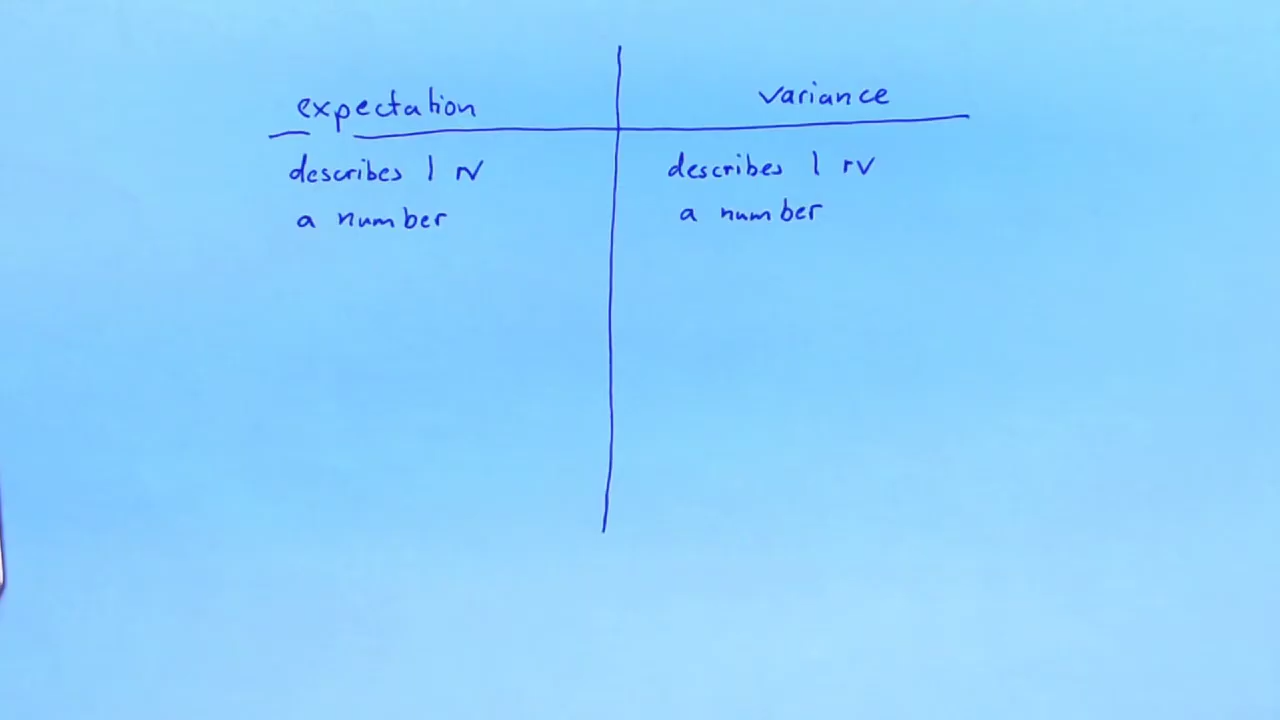 expectation
describes 1 rv
a number
variance
describes 1 rv
a number